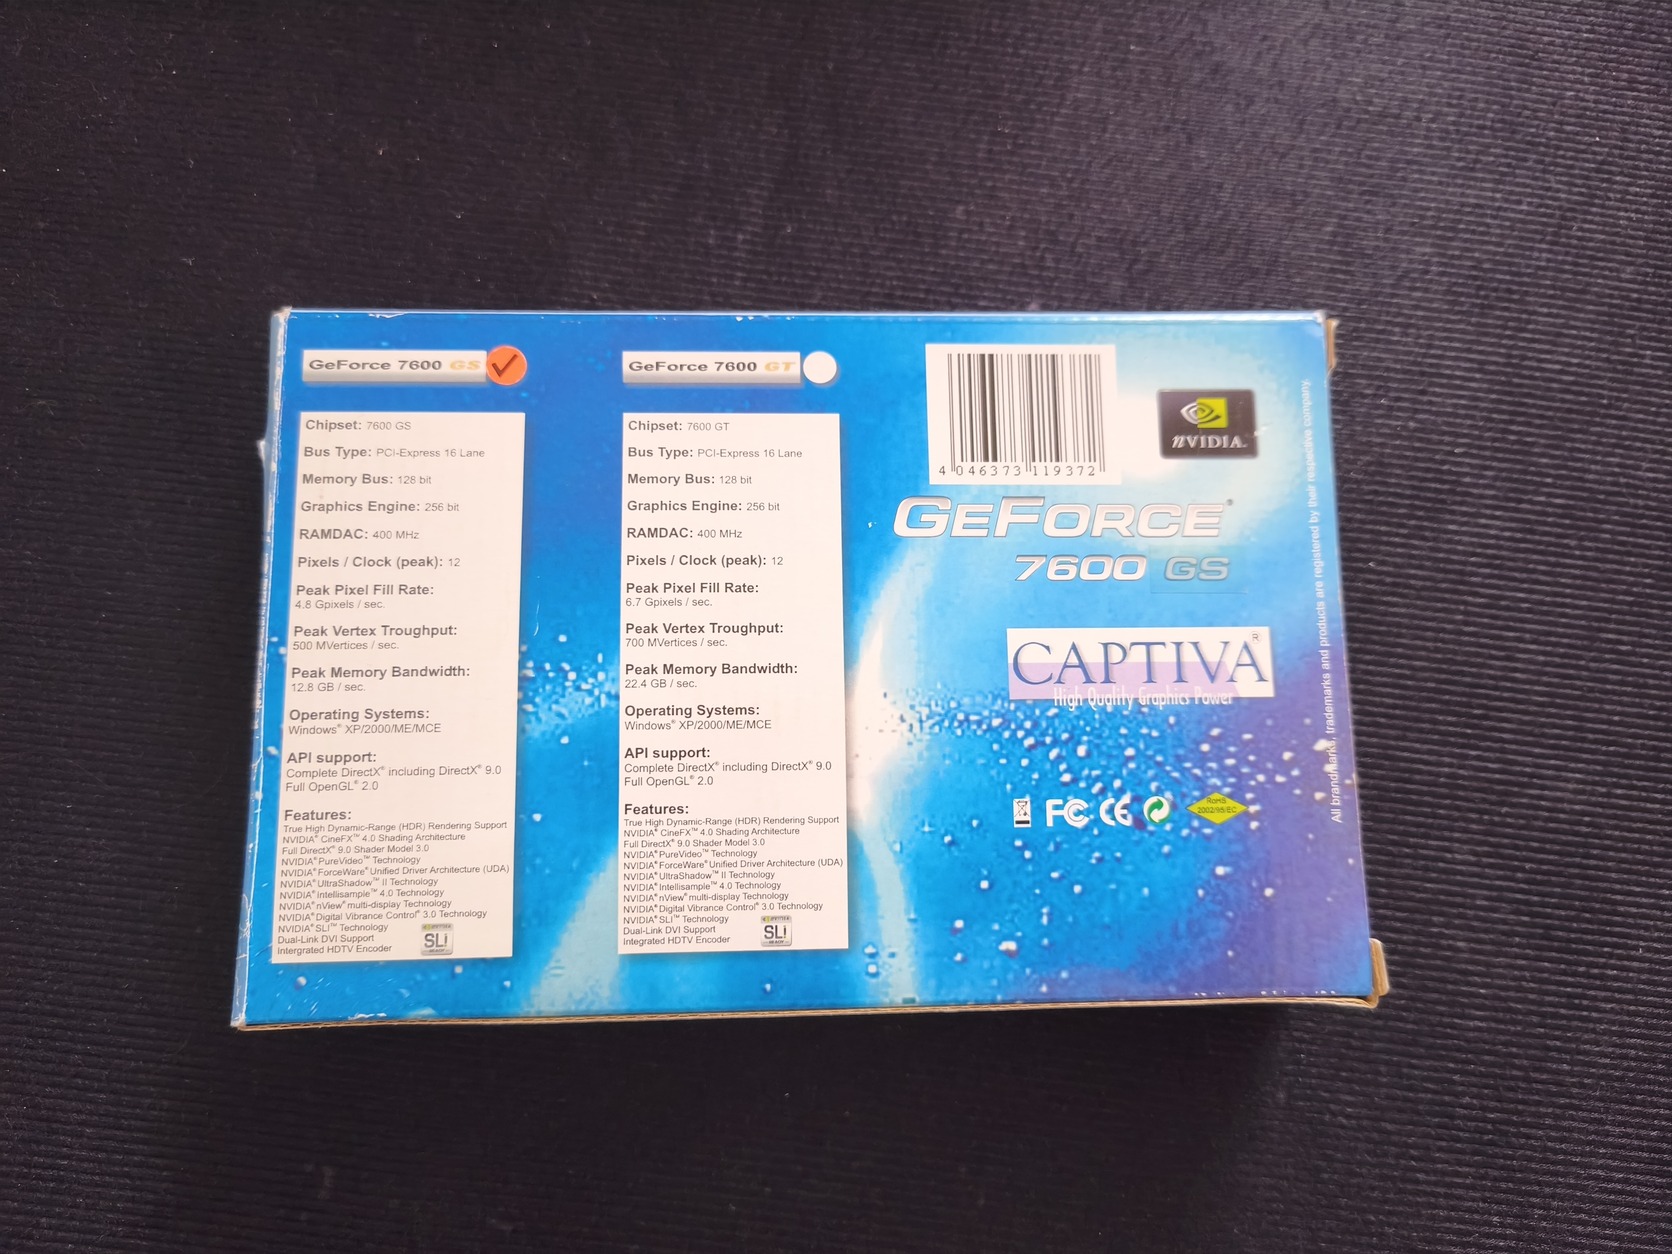 GeForce 7600 GS
Chipset: 7600 GS
Bus Type: PCI-Express 16 Lane
Memory Bus: 128 bit
Graphics Engine: 256 bit
RAMDAC: 400 MHz
Pixels / Clock (peak): 12
Peak Pixel Fill Rate:
4.8 Gpixels / sec.
Peak Vertex Troughput:
500 MVertices / sec.
Peak Memory Bandwidth:
12.8 GB / sec.
Operating Systems:
Windows® XP/2000/ME/MCE
API support:
Complete DirectX® including DirectX® 9.0
Full OpenGL® 2.0
Features:
True High Dynamic-Range (HDR) Rendering Support
NVIDIA® CineFX™ 4.0 Shading Architecture
Full DirectX® 9.0 Shader Model 3.0
NVIDIA® PureVideo™ Technology
NVIDIA® ForceWare® Unified Driver Architecture (UDA)
NVIDIA® UltraShadow™ II Technology
NVIDIA® Intellisample™ 4.0 Technology
NVIDIA® nView® multi-display Technology
NVIDIA® Digital Vibrance Control® 3.0 Technology
NVIDIA® SLI™ Technology
Dual-Link DVI Support
Intergrated HDTV Encoder
SLI
READY
GeForce 7600 GT
Chipset: 7600 GT
Bus Type: PCI-Express 16 Lane
Memory Bus: 128 bit
Graphics Engine: 256 bit
RAMDAC: 400 MHz
Pixels / Clock (peak): 12
Peak Pixel Fill Rate:
6.7 Gpixels / sec.
Peak Vertex Troughput:
700 MVertices / sec.
Peak Memory Bandwidth:
22.4 GB / sec.
Operating Systems:
Windows® XP/2000/ME/MCE
API support:
Complete DirectX® including DirectX® 9.0
Full OpenGL® 2.0
Features:
True High Dynamic-Range (HDR) Rendering Support
NVIDIA® CineFX™ 4.0 Shading Architecture
Full DirectX® 9.0 Shader Model 3.0
NVIDIA® PureVideo™ Technology
NVIDIA® ForceWare® Unified Driver Architecture (UDA)
NVIDIA® UltraShadow™ II Technology
NVIDIA® Intellisample™ 4.0 Technology
NVIDIA® nView® multi-display Technology
NVIDIA® Digital Vibrance Control® 3.0 Technology
NVIDIA® SLI™ Technology
Dual-Link DVI Support
Intergrated HDTV Encoder
SLI
READY
4 046373 119372
NVIDIA.
GEFORCE®
7600 GS
CAPTIVA®
High Quality Graphics Power
FC CE
RoHS
2002/95/EC
All brandmarks, trademarks and products are registered by their respective company.